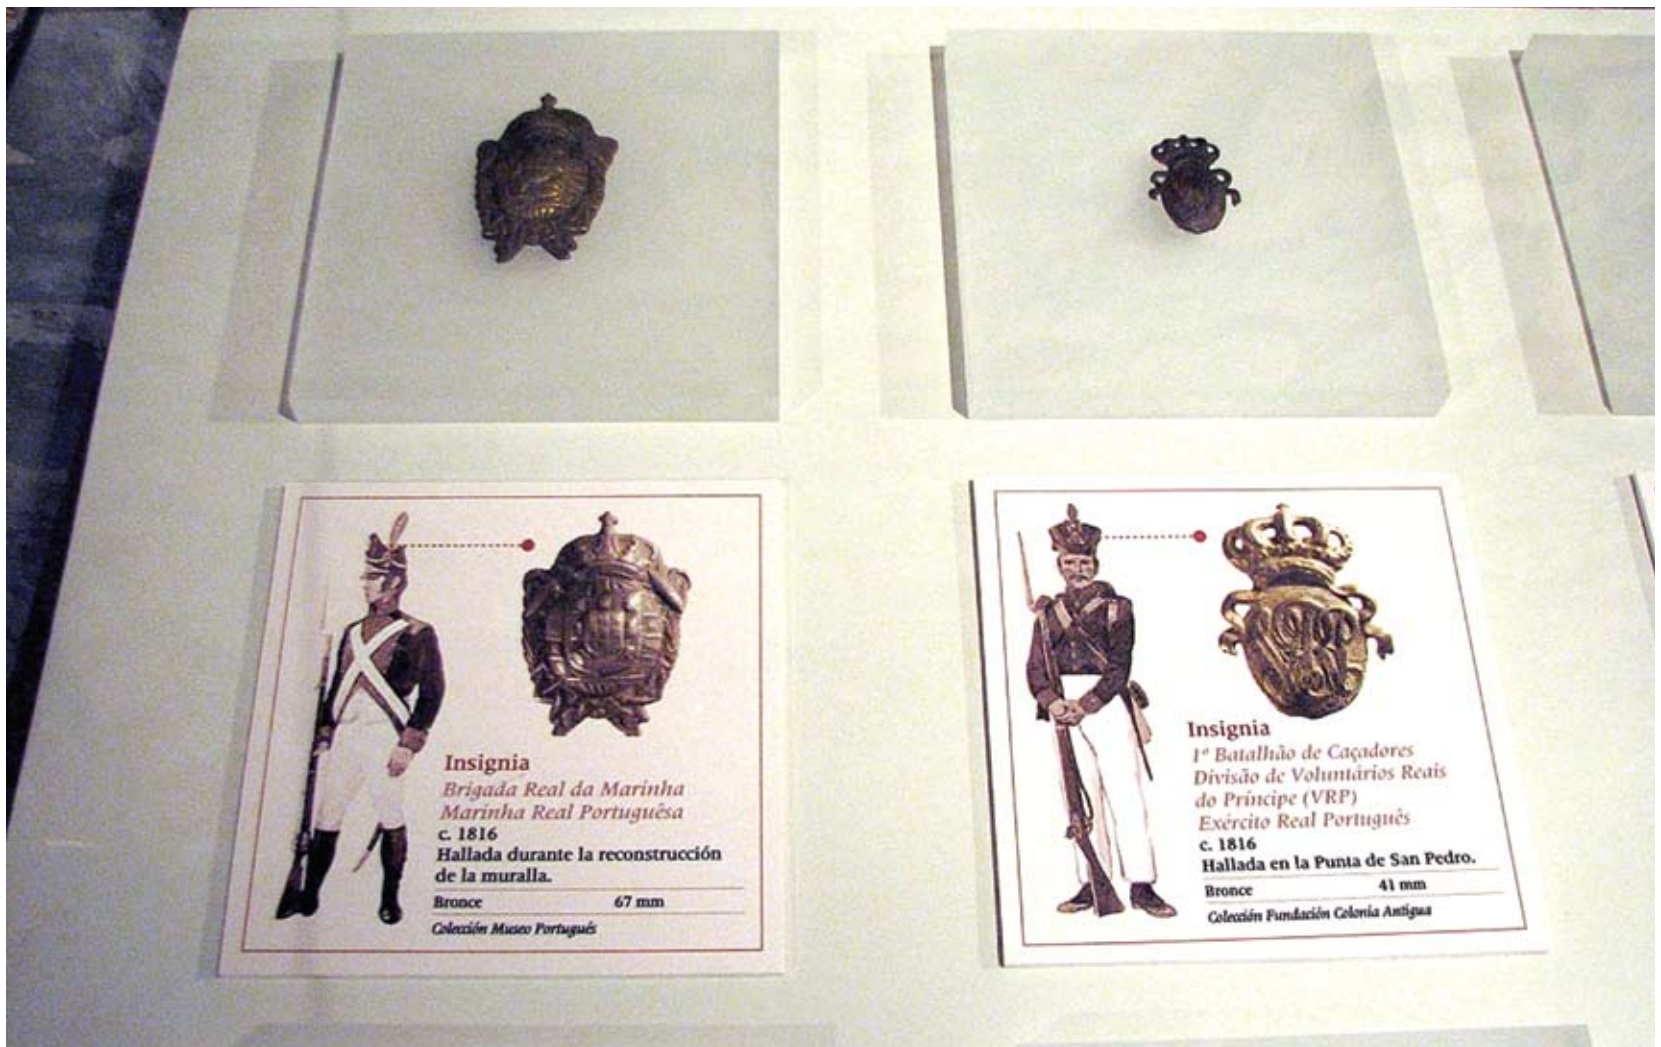 Insignia
Brigada Real da Marinha
Marinha Real Portuguêsa
c. 1816
Hallada durante la reconstrucción
de la muralla.
Bronce 67 mm
Colección Museo Portugués
Insignia
1º Batalhão de Caçadores
Divisão de Voluntários Reais
do Príncipe (VRP)
Exército Real Português
c. 1816
Hallada en la Punta de San Pedro.
Bronce 41 mm
Colección Fundación Colonia Antigua